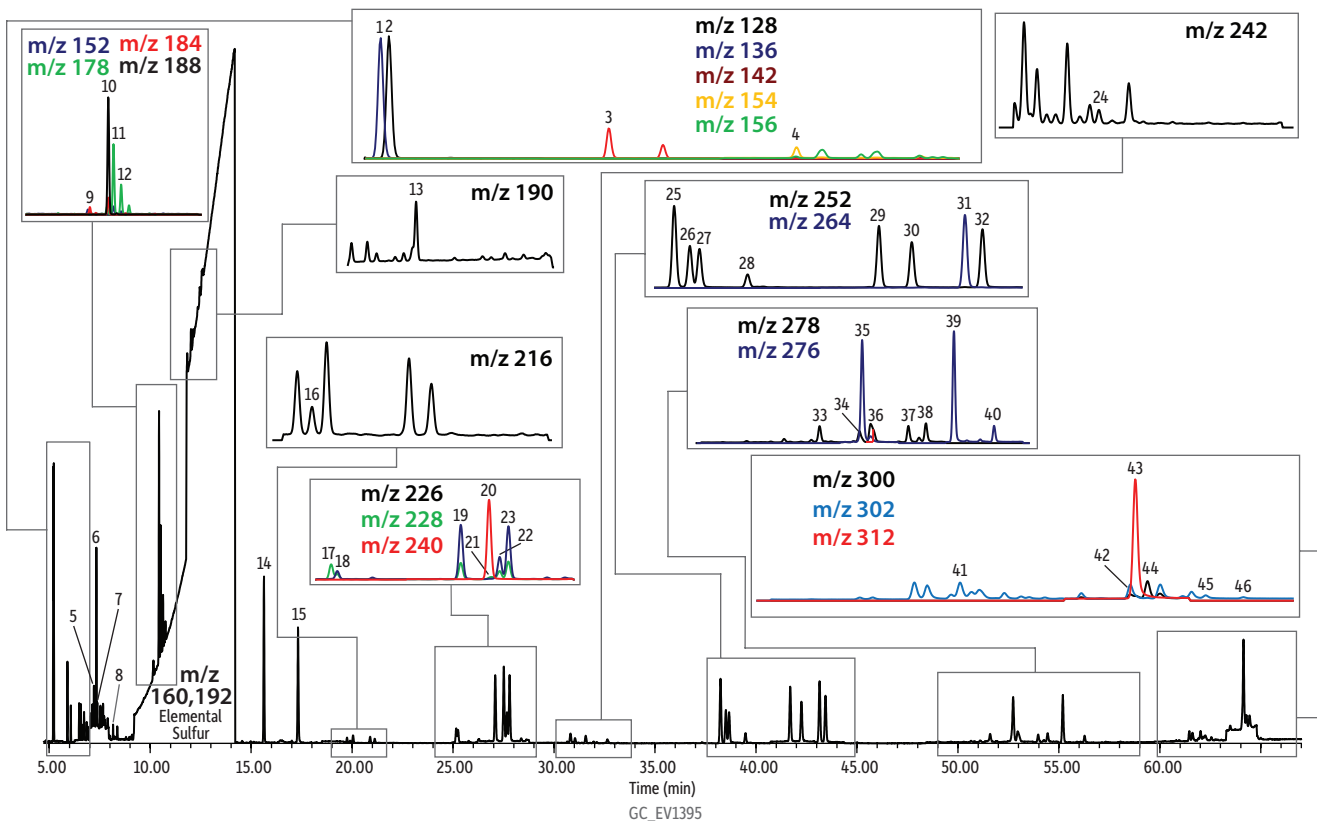 m/z 152 m/z 184
m/z 178 m/z 188
10
11
12
9
1 2
3
4
m/z 128
m/z 136
m/z 142
m/z 154
m/z 156
m/z 242
24
13
m/z 190
25
26 27
28
29
30
31
32
m/z 252
m/z 264
m/z 216
16
m/z 278
m/z 276
33
34
35
36
37 38
39
40
m/z 226
m/z 228
m/z 240
17
18
19
20
21
22
23
m/z 300
m/z 302
m/z 312
41
42
43
44
45
46
5
6
7
8
14
15
m/z
160,192
Elemental
Sulfur
5.00 10.00 15.00 20.00 25.00 30.00 35.00 40.00 45.00 50.00 55.00 60.00
Time (min)
GC_EV1395